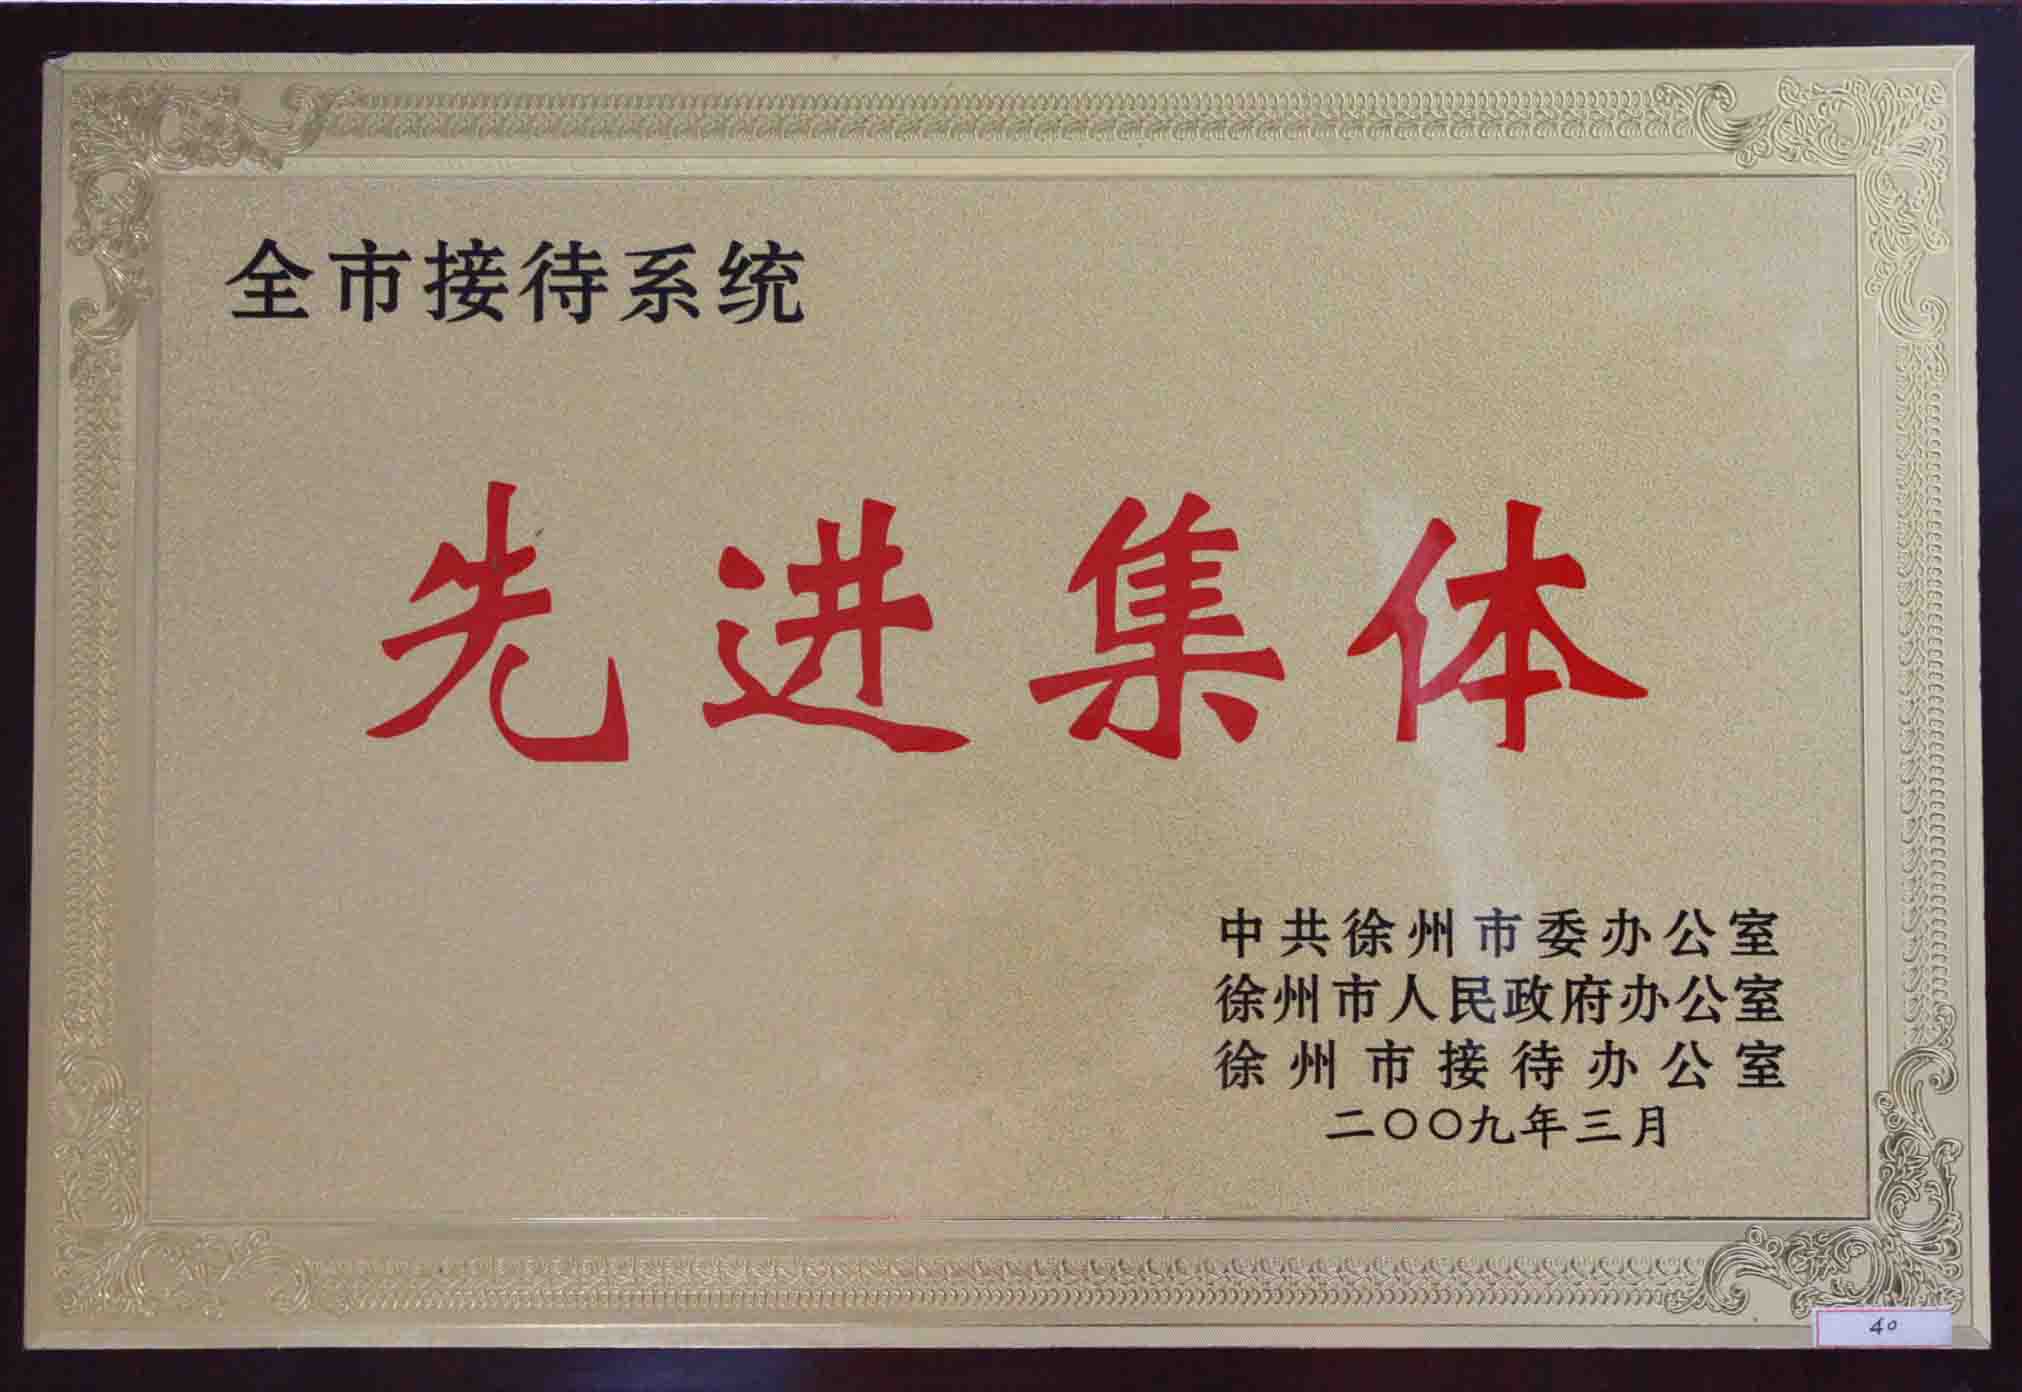 全市接待系统
先进集体
中共徐州市委办公室
徐州市人民政府办公室
徐州市接待办公室
二〇〇九年三月
40